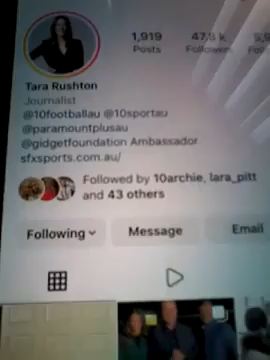 1,919 47.8 K
Posts Followers
Tara Rushton
Journalist
@10footballau @10sportau
@paramountplusau
@gidgetfoundation Ambassador
sfxsports.com.au/
Followed by 10archie, lara_pitt
and 43 others
Following Message Email